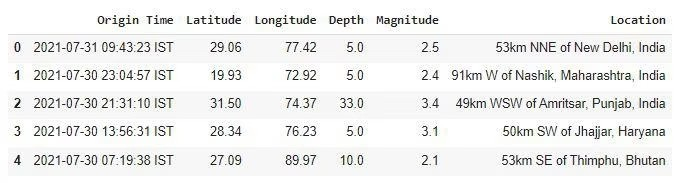 Origin Time Latitude Longitude Depth Magnitude Location
0 2021-07-31 09:43:23 IST 29.06 77.42 5.0 2.5 53km NNE of New Delhi, India
1 2021-07-30 23:04:57 IST 19.93 72.92 5.0 2.4 91km W of Nashik, Maharashtra, India
2 2021-07-30 21:31:10 IST 31.50 74.37 33.0 3.4 49km WSW of Amritsar, Punjab, India
3 2021-07-30 13:56:31 IST 28.34 76.23 5.0 3.1 50km SW of Jhajjar, Haryana
4 2021-07-30 07:19:38 IST 27.09 89.97 10.0 2.1 53km SE of Thimphu, Bhutan